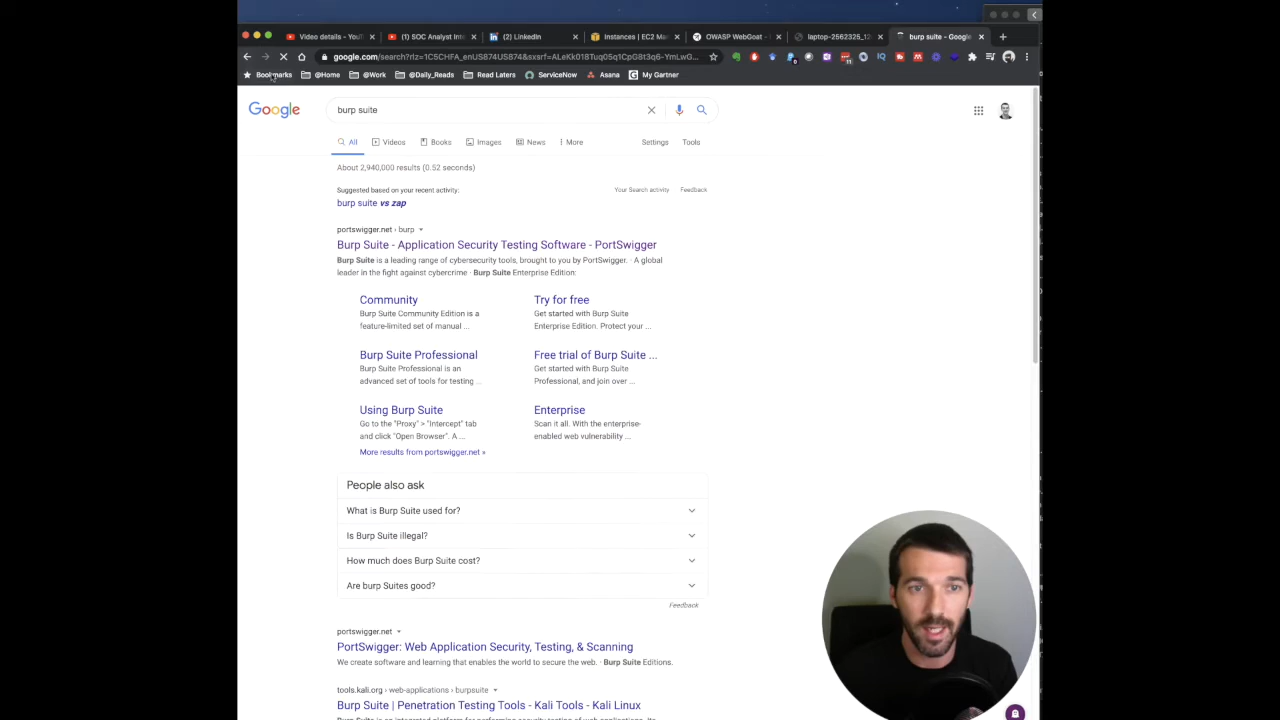 Video details - YouT
(1) SOC Analyst Inte
(2) LinkedIn
Instances | EC2 Man
OWASP WebGoat - W
laptop-2562325_12
burp suite - Google
google.com/search?rlz=1C5CHFA_enUS874US874&sxsrf=ALeKk018Tuq05q1CpG8t3q6-YmLwG...
Bookmarks
@Home
@Work
@Daily_Reads
Read Laters
ServiceNow
Asana
My Gartner
Google
burp suite
All
Videos
Books
Images
News
More
Settings
Tools
About 2,940,000 results (0.52 seconds)
Suggested based on your recent activity:
Your Search activity
Feedback
burp suite vs zap
portswigger.net › burp
Burp Suite - Application Security Testing Software - PortSwigger
Burp Suite is a leading range of cybersecurity tools, brought to you by PortSwigger. · A global
leader in the fight against cybercrime · Burp Suite Enterprise Edition:
Community
Burp Suite Community Edition is a
feature-limited set of manual ...
Try for free
Get started with Burp Suite
Enterprise Edition. Protect your ...
Burp Suite Professional
Burp Suite Professional is an
advanced set of tools for testing ...
Free trial of Burp Suite ...
Get started with Burp Suite
Professional, and join over ...
Using Burp Suite
Go to the "Proxy" > "Intercept" tab
and click "Open Browser". A ...
Enterprise
Scan it all. With the enterprise-
enabled web vulnerability ...
More results from portswigger.net »
People also ask
What is Burp Suite used for?
Is Burp Suite illegal?
How much does Burp Suite cost?
Are burp Suites good?
Feedback
portswigger.net
PortSwigger: Web Application Security, Testing, & Scanning
We create software and learning that enables the world to secure the web. · Burp Suite Editions.
tools.kali.org › web-applications › burpsuite
Burp Suite | Penetration Testing Tools - Kali Tools - Kali Linux